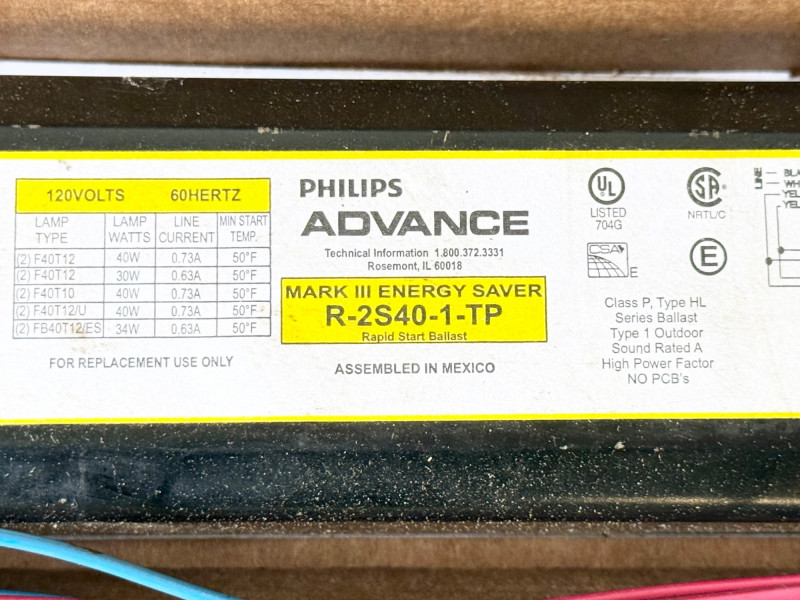 120VOLTS 60HERTZ
LAMP TYPE LAMP WATTS LINE CURRENT MIN START TEMP.
(2) F40T12 40W 0.73A 50°F
(2) F40T12 30W 0.63A 50°F
(2) F40T10 40W 0.73A 50°F
(2) F40T12/U 40W 0.73A 50°F
(2) FB40T12/ES 34W 0,63A 50°F
FOR REPLACEMENT USE ONLY
PHILIPS
ADVANCE
Technical Information 1.800.372.3331
Rosemont, IL 60018
MARK III ENERGY SAVER
R-2S40-1-TP
Rapid Start Ballast
ASSEMBLED IN MEXICO
UL
LISTED
704G
SA
NRTL/C
CSA
E
E
Class P, Type HL
Series Ballast
Type 1 Outdoor
Sound Rated A
High Power Factor
NO PCB's
LINE